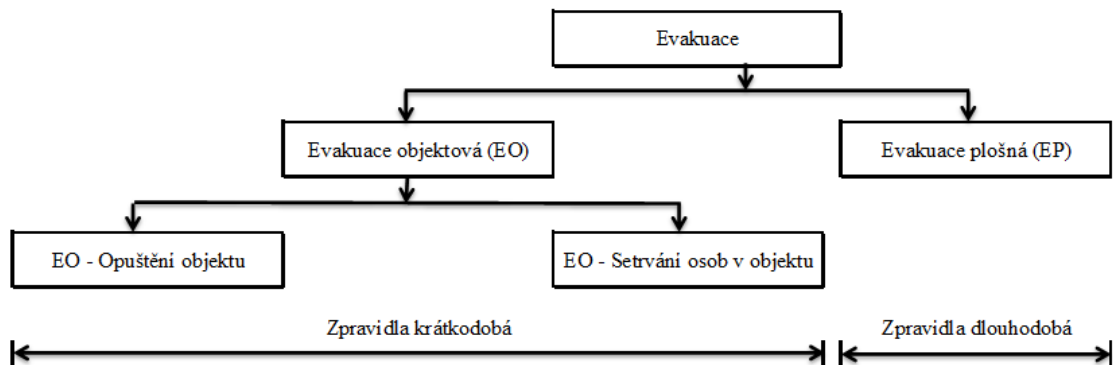 Evakuace
Evakuace objektová (EO)
Evakuace plošná (EP)
EO - Opuštění objektu
EO - Setrvání osob v objektu
Zpravidla krátkodobá
Zpravidla dlouhodobá